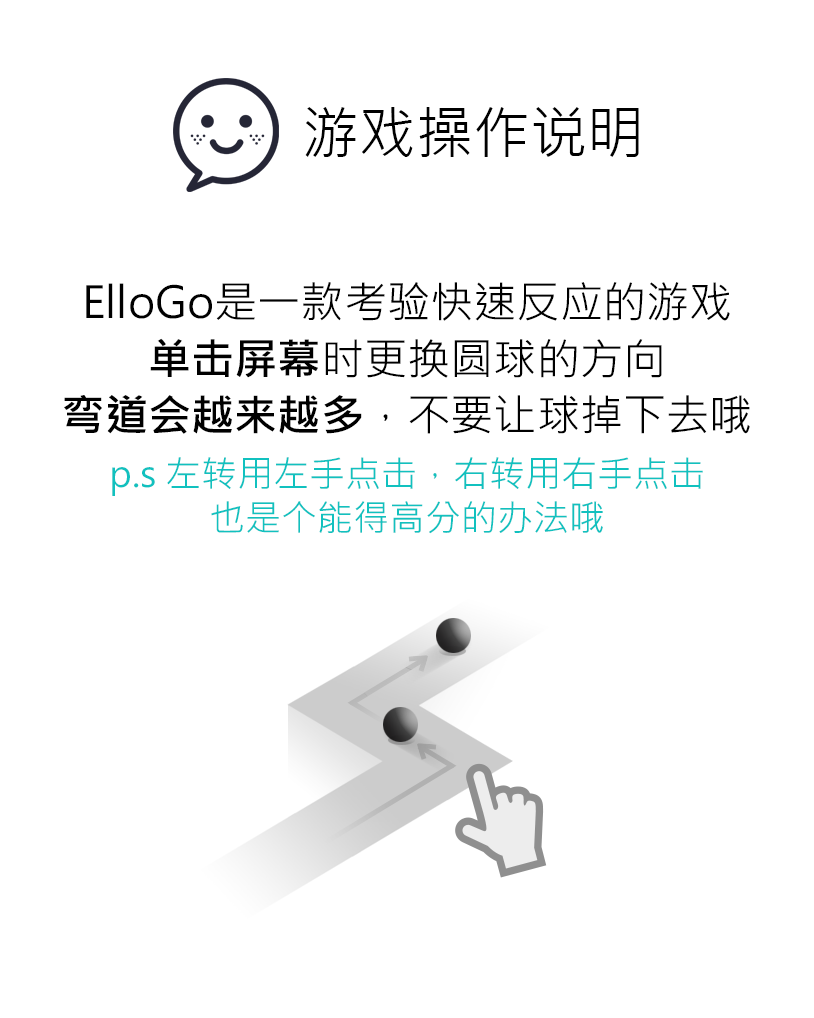 游戏操作说明
ElloGo是一款考验快速反应的游戏
单击屏幕时更换圆球的方向
弯道会越来越多，不要让球掉下去哦
p.s 左转用左手点击，右转用右手点击
也是个能得高分的办法哦